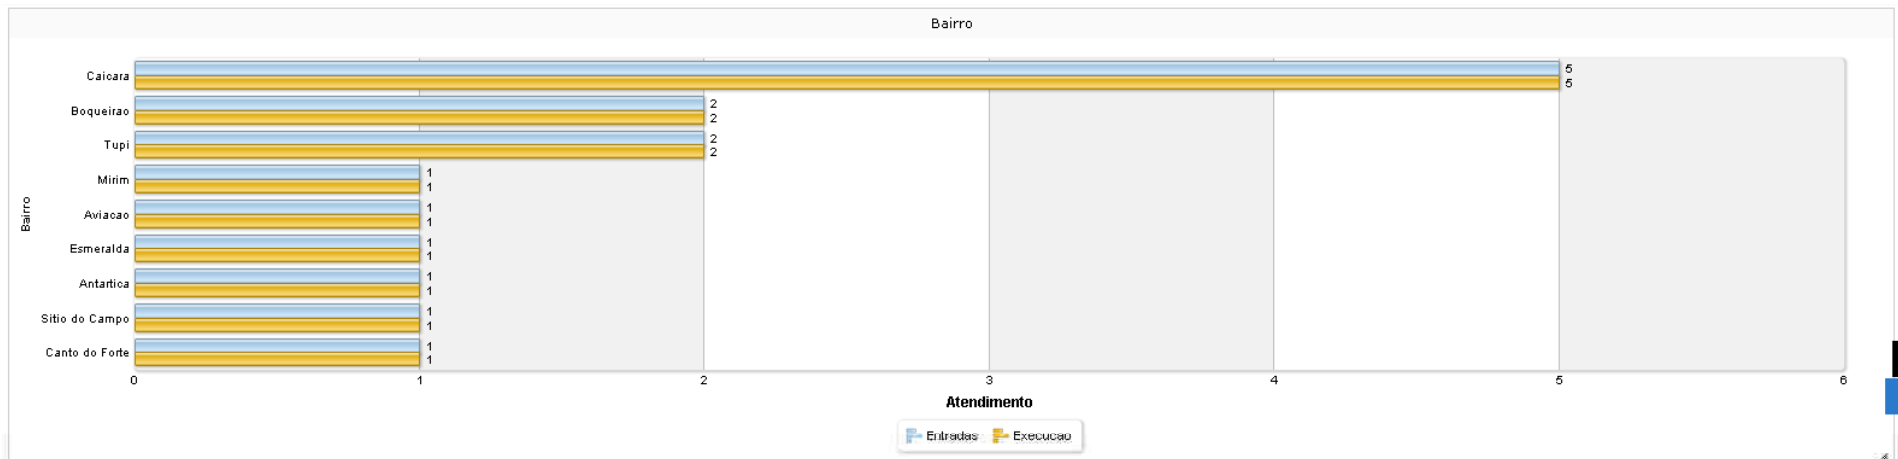 Bairro
Caicara
5
5
Boqueirao
2
2
Tupi
2
2
Mirim
1
1
Aviacao
1
1
Esmeralda
1
1
Antartica
1
1
Sitio do Campo
1
1
Canto do Forte
1
1
Bairro
0 1 2 3 4 5 6
Atendimento
Entradas Execucao